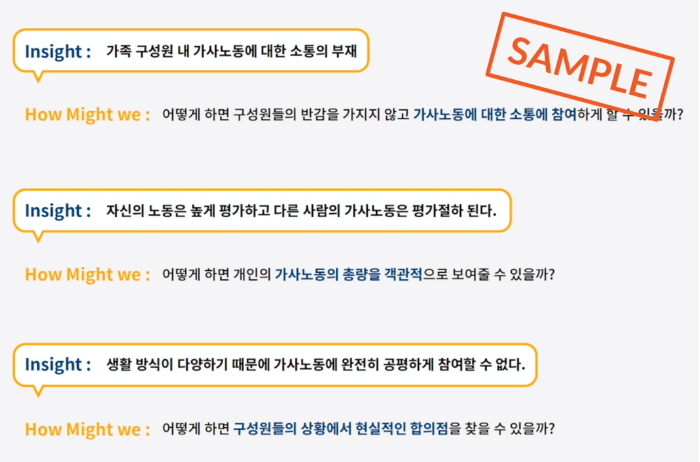 Insight : 가족 구성원 내 가사노동에 대한 소통의 부재
SAMPLE
How Might we : 어떻게 하면 구성원들의 반감을 가지지 않고 가사노동에 대한 소통에 참여하게 할 수 있을까?
Insight : 자신의 노동은 높게 평가하고 다른 사람의 가사노동은 평가절하 된다.
How Might we : 어떻게 하면 개인의 가사노동의 총량을 객관적으로 보여줄 수 있을까?
Insight : 생활 방식이 다양하기 때문에 가사노동에 완전히 공평하게 참여할 수 없다.
How Might we : 어떻게 하면 구성원들의 상황에서 현실적인 합의점을 찾을 수 있을까?